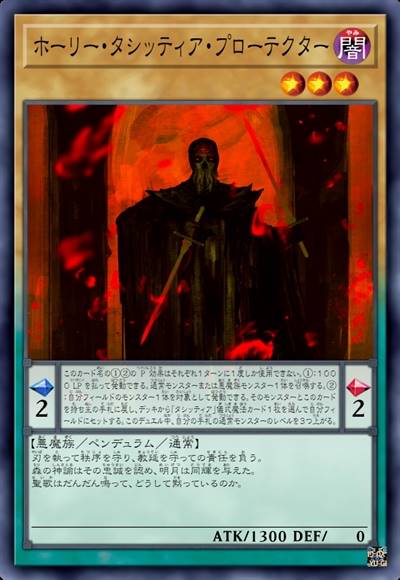 ホーリー・タシッティア・プローテクター
闇
やみ
このカード名の①②の P 効果はそれぞれ1ターンに1度しか使用できない。①:100
0 LP を払って発動できる。通常モンスターまたは悪魔族モンスター1体を召喚する。②
:自分フィールドのモンスター1体を対象として発動できる。そのモンスターとこのカード
を持ち主の手札に戻し、デッキから「タシッティア」儀式魔法カード1枚を選んで自分フィ
ールドにセットする。このデュエル中、自分の手札の通常モンスターのレベルを3つ上がる。
2
2
【悪魔族／ペンデュラム／通常】
刃を執って秩序を守り、教廷を守っての責任を負う。
森の神諭はその忠誠を認め、明月は同輝を与えた。
聖歌はだんだん鳴って、どうして黙っているのか。
ATK/1300 DEF/ 0